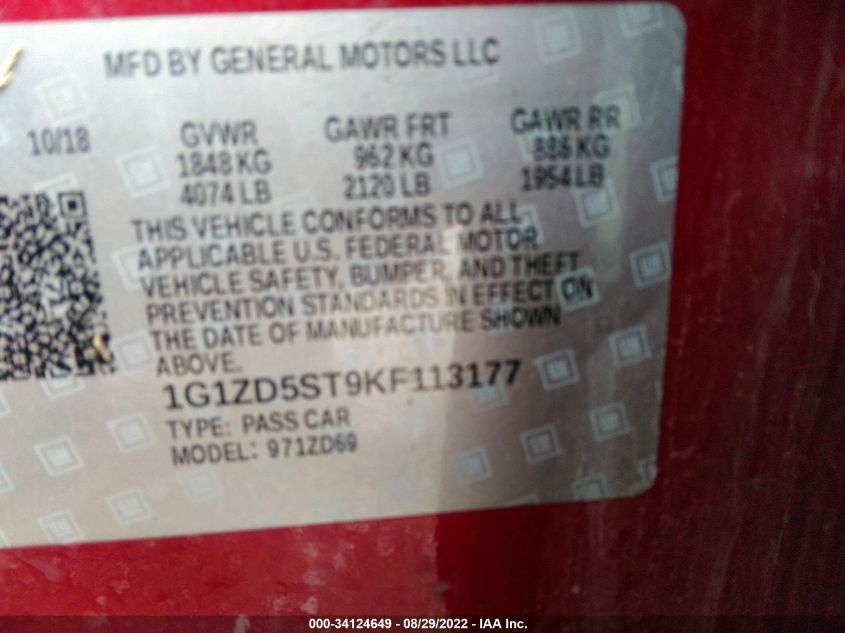 MFD BY GENERAL MOTORS LLC
10/18 GVWR GAWR FRT GAWR RR
1848 KG 962 KG 886 KG
4074 LB 2120 LB 1954 LB
THIS VEHICLE CONFORMS TO ALL
APPLICABLE U.S. FEDERAL MOTOR
VEHICLE SAFETY, BUMPER, AND THEFT
PREVENTION STANDARDS IN EFFECT ON
THE DATE OF MANUFACTURE SHOWN
ABOVE.
1G1ZD5ST9KF113177
TYPE: PASS CAR
MODEL: 971ZD69
000-34124649 - 08/29/2022 - IAA Inc.